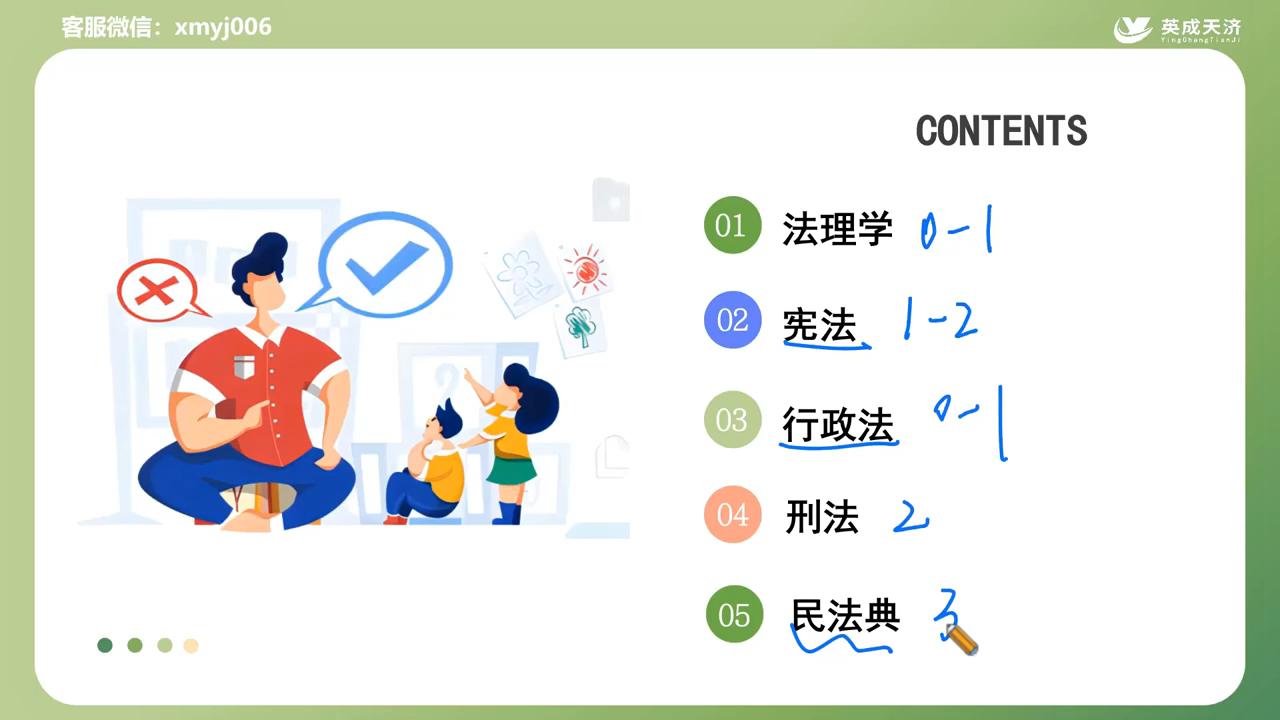 客服微信：xmyj006
英成天济
YingChengTianJi
CONTENTS
01 法理学 0-1
02 宪法 1-2
03 行政法 0-1
04 刑法 2
05 民法典 3